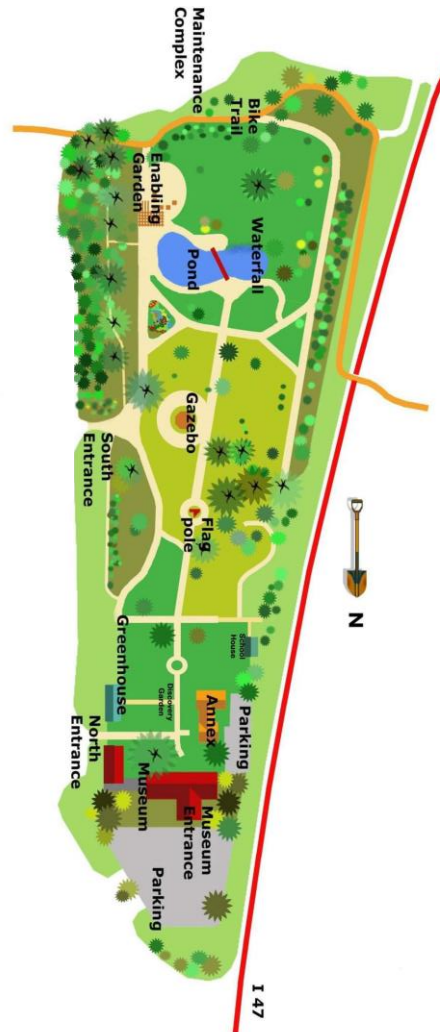 N
I 47
Waterfall
Bike
Trail
Parking
School
House
Annex
Museum
Entrance
Flag
pole
Maintenance
Complex
Pond
Gazebo
Discovery
Garden
Parking
Enabling
Garden
Museum
Greenhouse
South
Entrance
North
Entrance